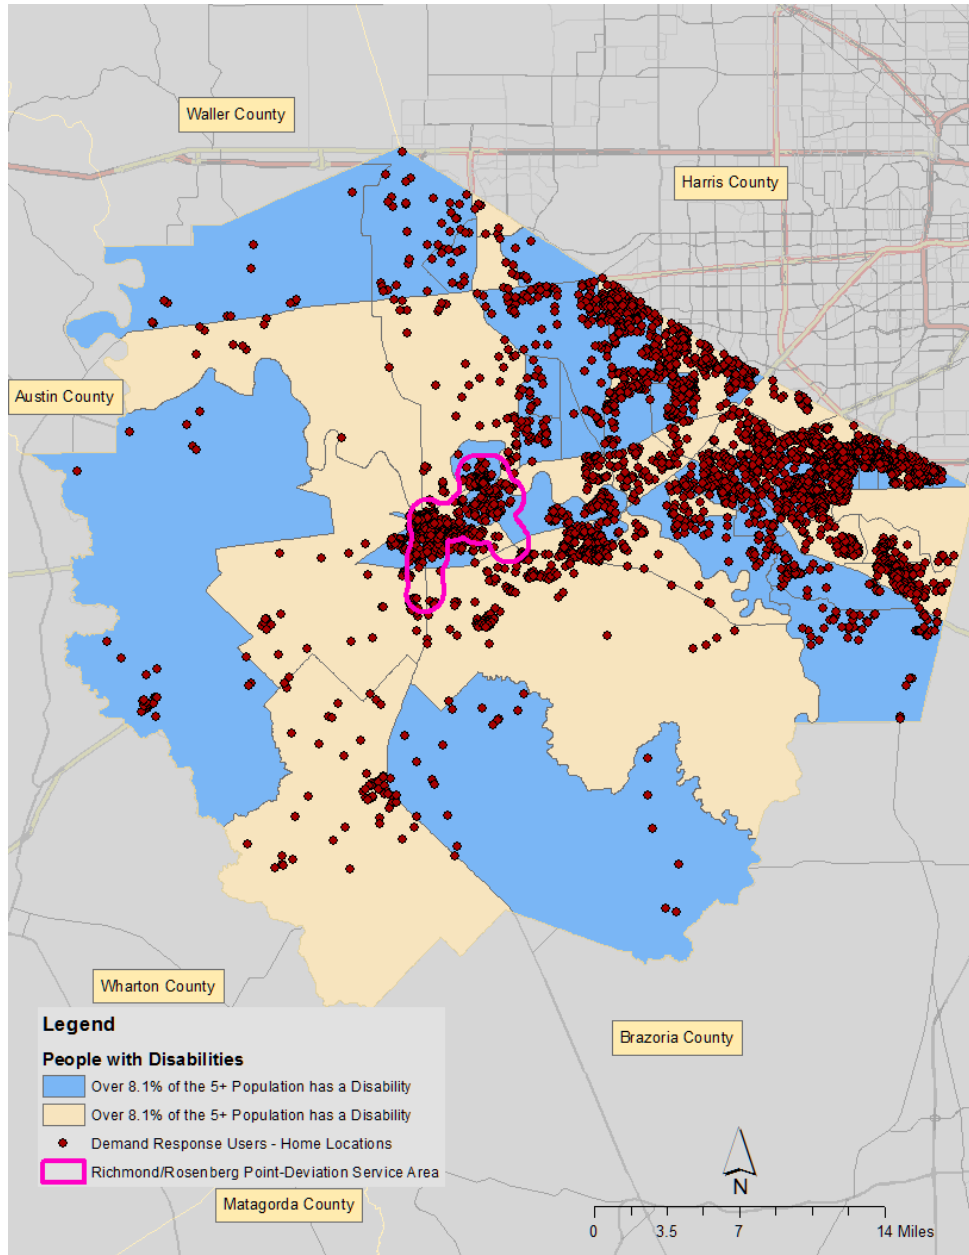 Waller County
Harris County
Austin County
Wharton County
Brazoria County
Matagorda County
Legend
People with Disabilities
Over 8.1% of the 5+ Population has a Disability
Over 8.1% of the 5+ Population has a Disability
Demand Response Users - Home Locations
Richmond/Rosenberg Point-Deviation Service Area
N
0 3.5 7 14 Miles